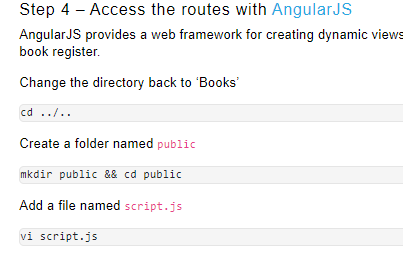 Step 4 – Access the routes with AngularJS
AngularJS provides a web framework for creating dynamic views
book register.
Change the directory back to ‘Books’
cd ../..
Create a folder named public
mkdir public && cd public
Add a file named script.js
vi script.js